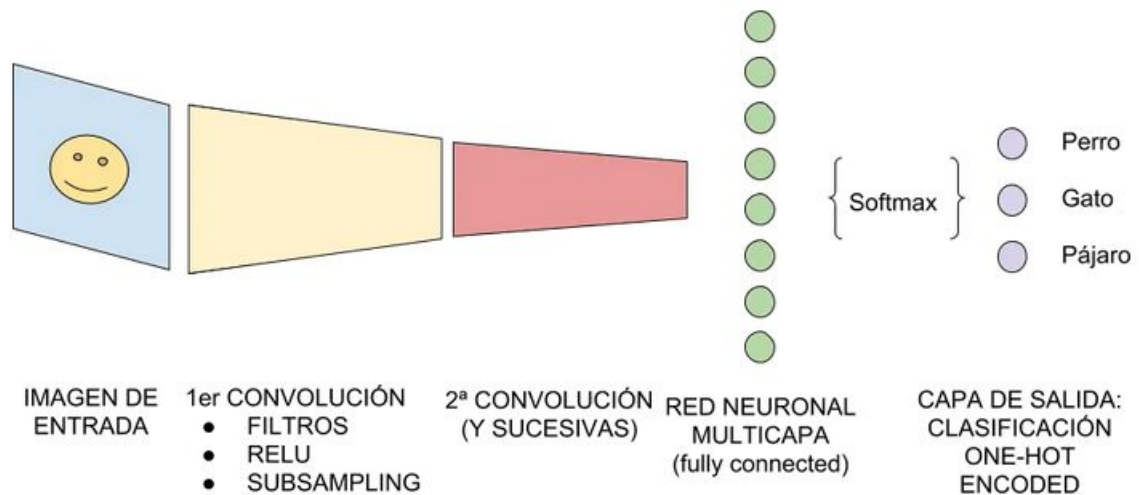 Perro
Gato
Pájaro
Softmax
IMAGEN DE
ENTRADA
1er CONVOLUCIÓN
● FILTROS
● RELU
● SUBSAMPLING
2ª CONVOLUCIÓN
(Y SUCESIVAS)
RED NEURONAL
MULTICAPA
(fully connected)
CAPA DE SALIDA:
CLASIFICACIÓN
ONE-HOT
ENCODED